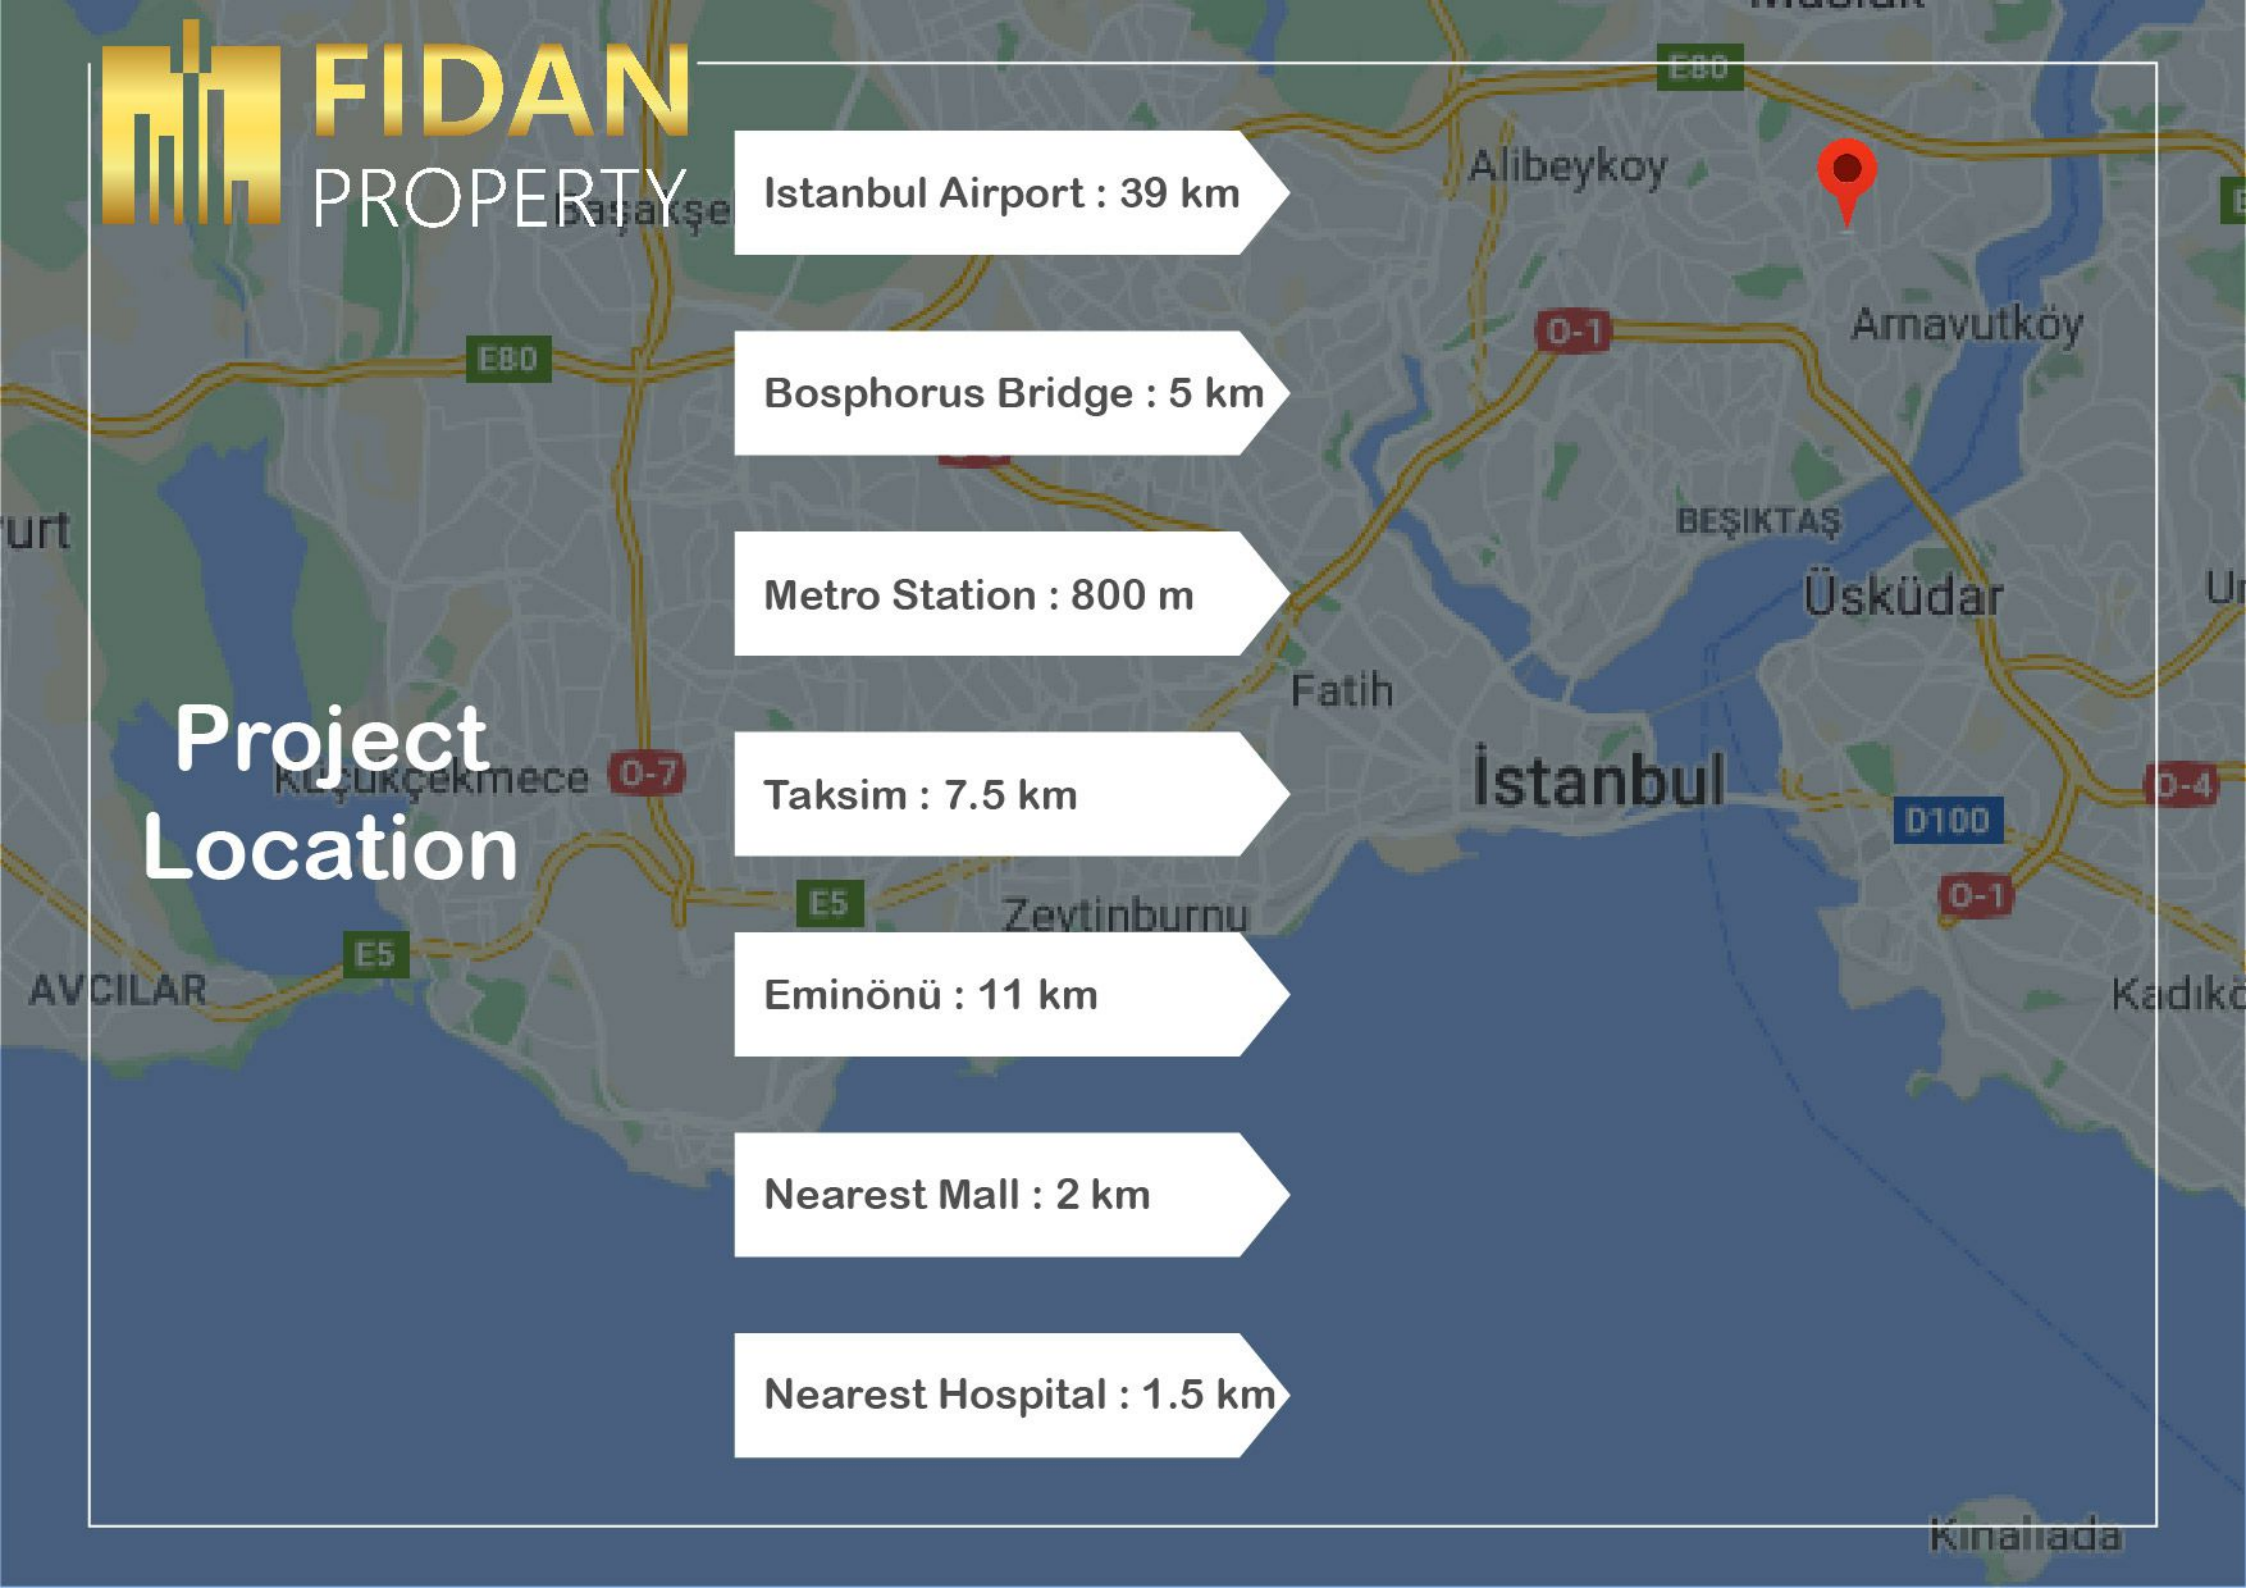 FIDAN
PROPERTY
Istanbul Airport : 39 km
Bosphorus Bridge : 5 km
Metro Station : 800 m
Taksim : 7.5 km
Eminönü : 11 km
Nearest Mall : 2 km
Nearest Hospital : 1.5 km
Project
Location
E80
Alibeykoy
Arnavutköy
O-1
E80
BEŞIKTAŞ
Üsküdar
Fatih
İstanbul
Küçükçekmece
O-7
D100
O-4
O-1
E5
Zeytinburnu
E5
AVCILAR
Kınalıada